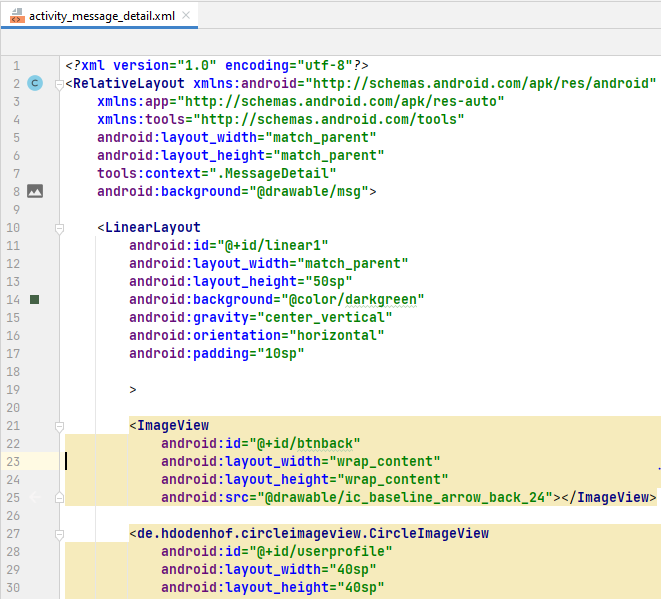 activity_message_detail.xml
1 <?xml version="1.0" encoding="utf-8"?>
2 C <RelativeLayout xmlns:android="http://schemas.android.com/apk/res/android"
3 xmlns:app="http://schemas.android.com/apk/res-auto"
4 xmlns:tools="http://schemas.android.com/tools"
5 android:layout_width="match_parent"
6 android:layout_height="match_parent"
7 tools:context=".MessageDetail"
8 android:background="@drawable/msg">
9
10 <LinearLayout
11 android:id="@+id/linear1"
12 android:layout_width="match_parent"
13 android:layout_height="50sp"
14 android:background="@color/darkgreen"
15 android:gravity="center_vertical"
16 android:orientation="horizontal"
17 android:padding="10sp"
18
19 >
20
21 <ImageView
22 android:id="@+id/btnback"
23 android:layout_width="wrap_content"
24 android:layout_height="wrap_content"
25 android:src="@drawable/ic_baseline_arrow_back_24"></ImageView>
26
27 <de.hdodenhof.circleimageview.CircleImageView
28 android:id="@+id/userprofile"
29 android:layout_width="40sp"
30 android:layout_height="40sp"